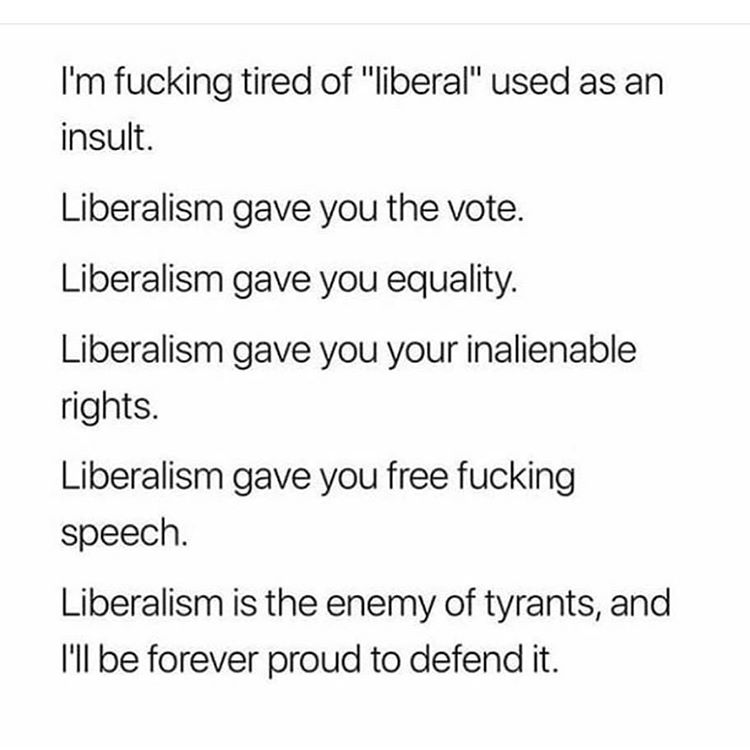 I'm fucking tired of "liberal" used as an
insult.
Liberalism gave you the vote.
Liberalism gave you equality.
Liberalism gave you your inalienable
rights.
Liberalism gave you free fucking
speech.
Liberalism is the enemy of tyrants, and
I'll be forever proud to defend it.